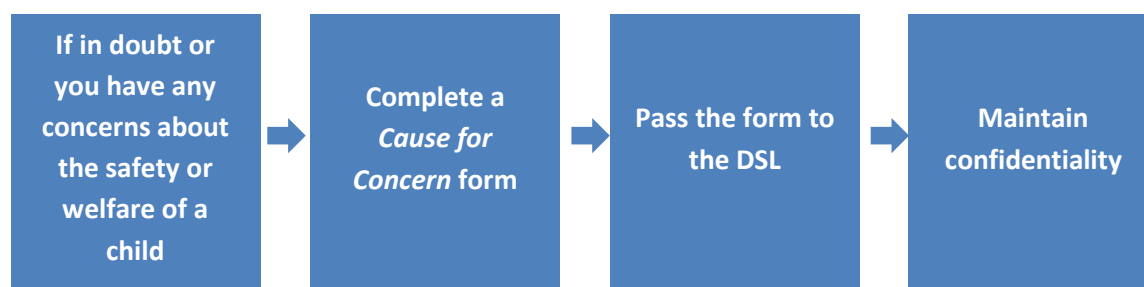 If in doubt or
you have any
concerns about
the safety or
welfare of a
child
Complete a
Cause for
Concern form
Pass the form to
the DSL
Maintain
confidentiality